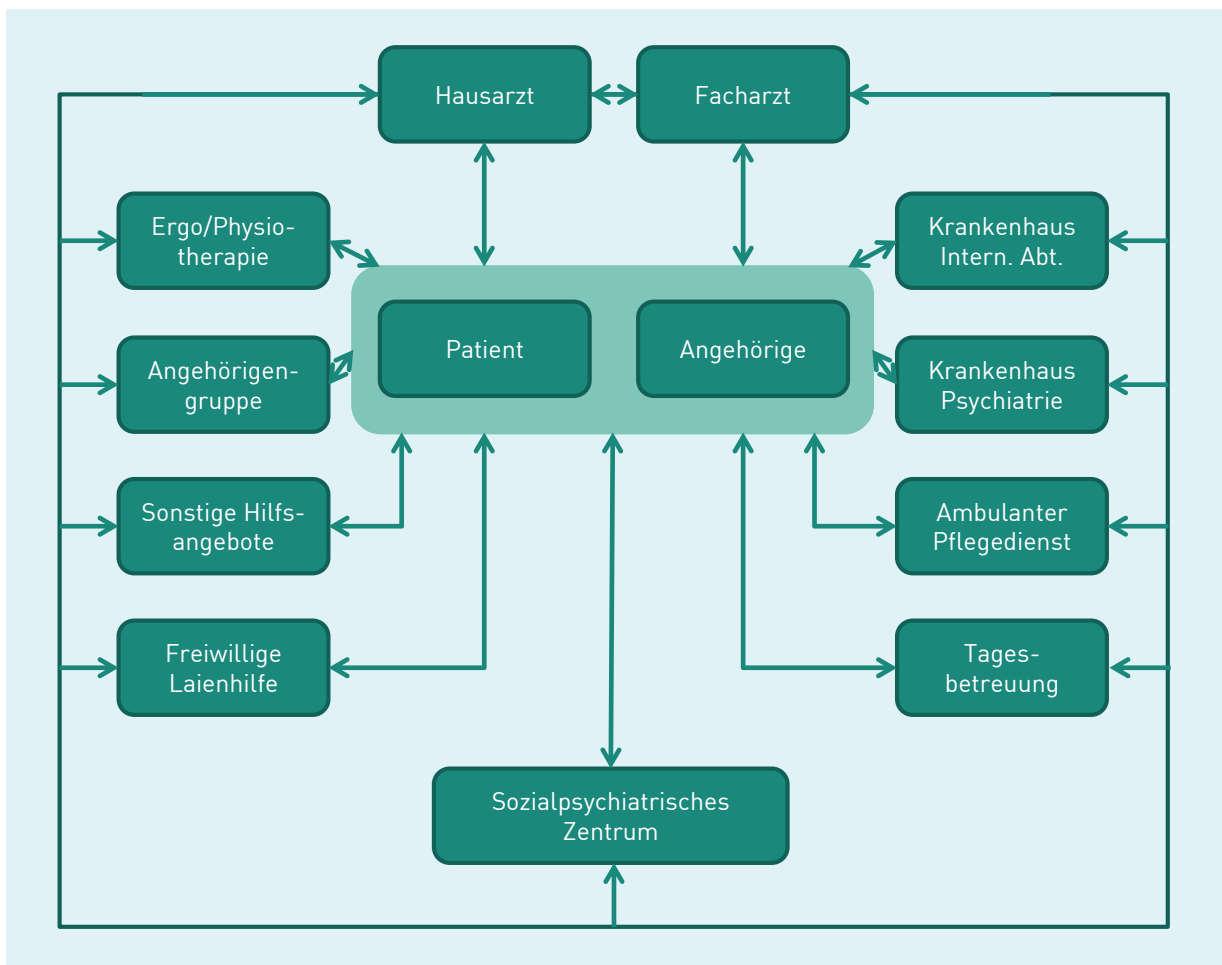 Hausarzt
Facharzt
Ergo/Physio-
therapie
Krankenhaus
Intern. Abt.
Patient
Angehörige
Angehörigen-
gruppe
Krankenhaus
Psychiatrie
Sonstige Hilfs-
angebote
Ambulanter
Pflegedienst
Freiwillige
Laienhilfe
Tages-
betreuung
Sozialpsychiatrisches
Zentrum